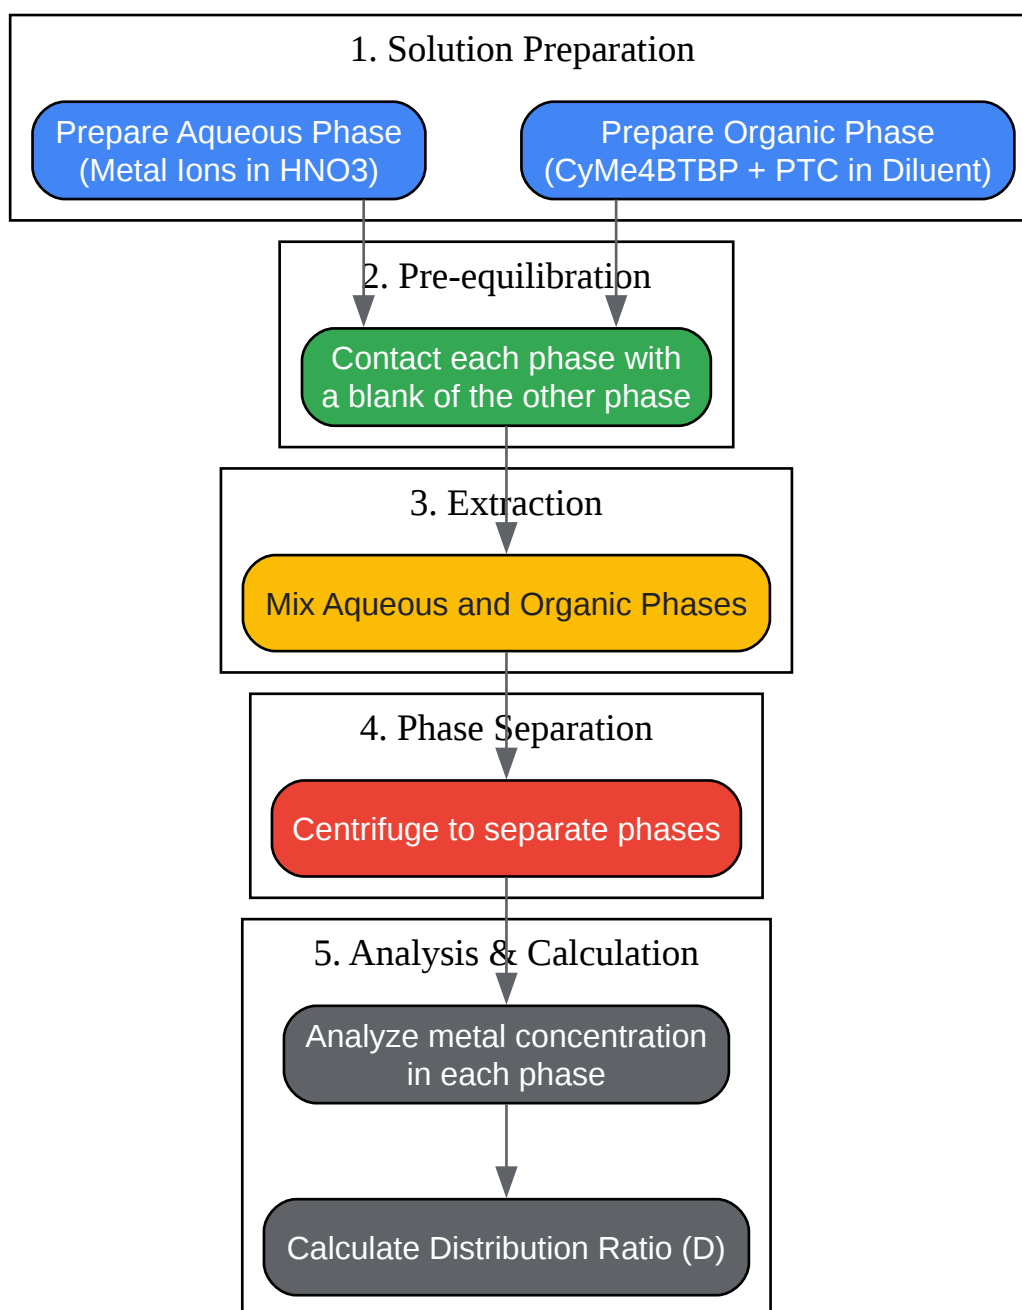 1. Solution Preparation
Prepare Aqueous Phase
(Metal Ions in HNO3)
Prepare Organic Phase
(CyMe4BTBP + PTC in Diluent)
2. Pre-equilibration
Contact each phase with
a blank of the other phase
3. Extraction
Mix Aqueous and Organic Phases
4. Phase Separation
Centrifuge to separate phases
5. Analysis & Calculation
Analyze metal concentration
in each phase
Calculate Distribution Ratio (D)